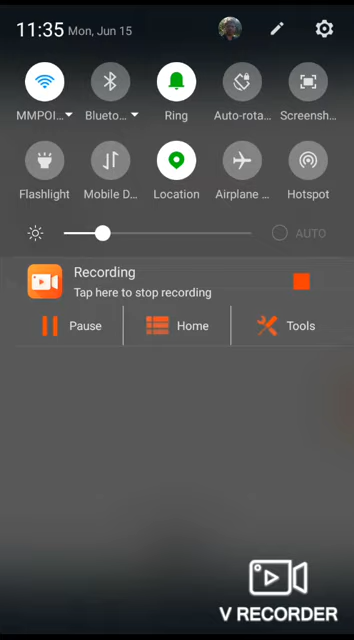 11:35 Mon, Jun 15
MMPOI... Blueto... Ring Auto-rota... Screensh...
Flashlight Mobile D... Location Airplane ... Hotspot
AUTO
Recording
Tap here to stop recording
Pause Home Tools
V RECORDER